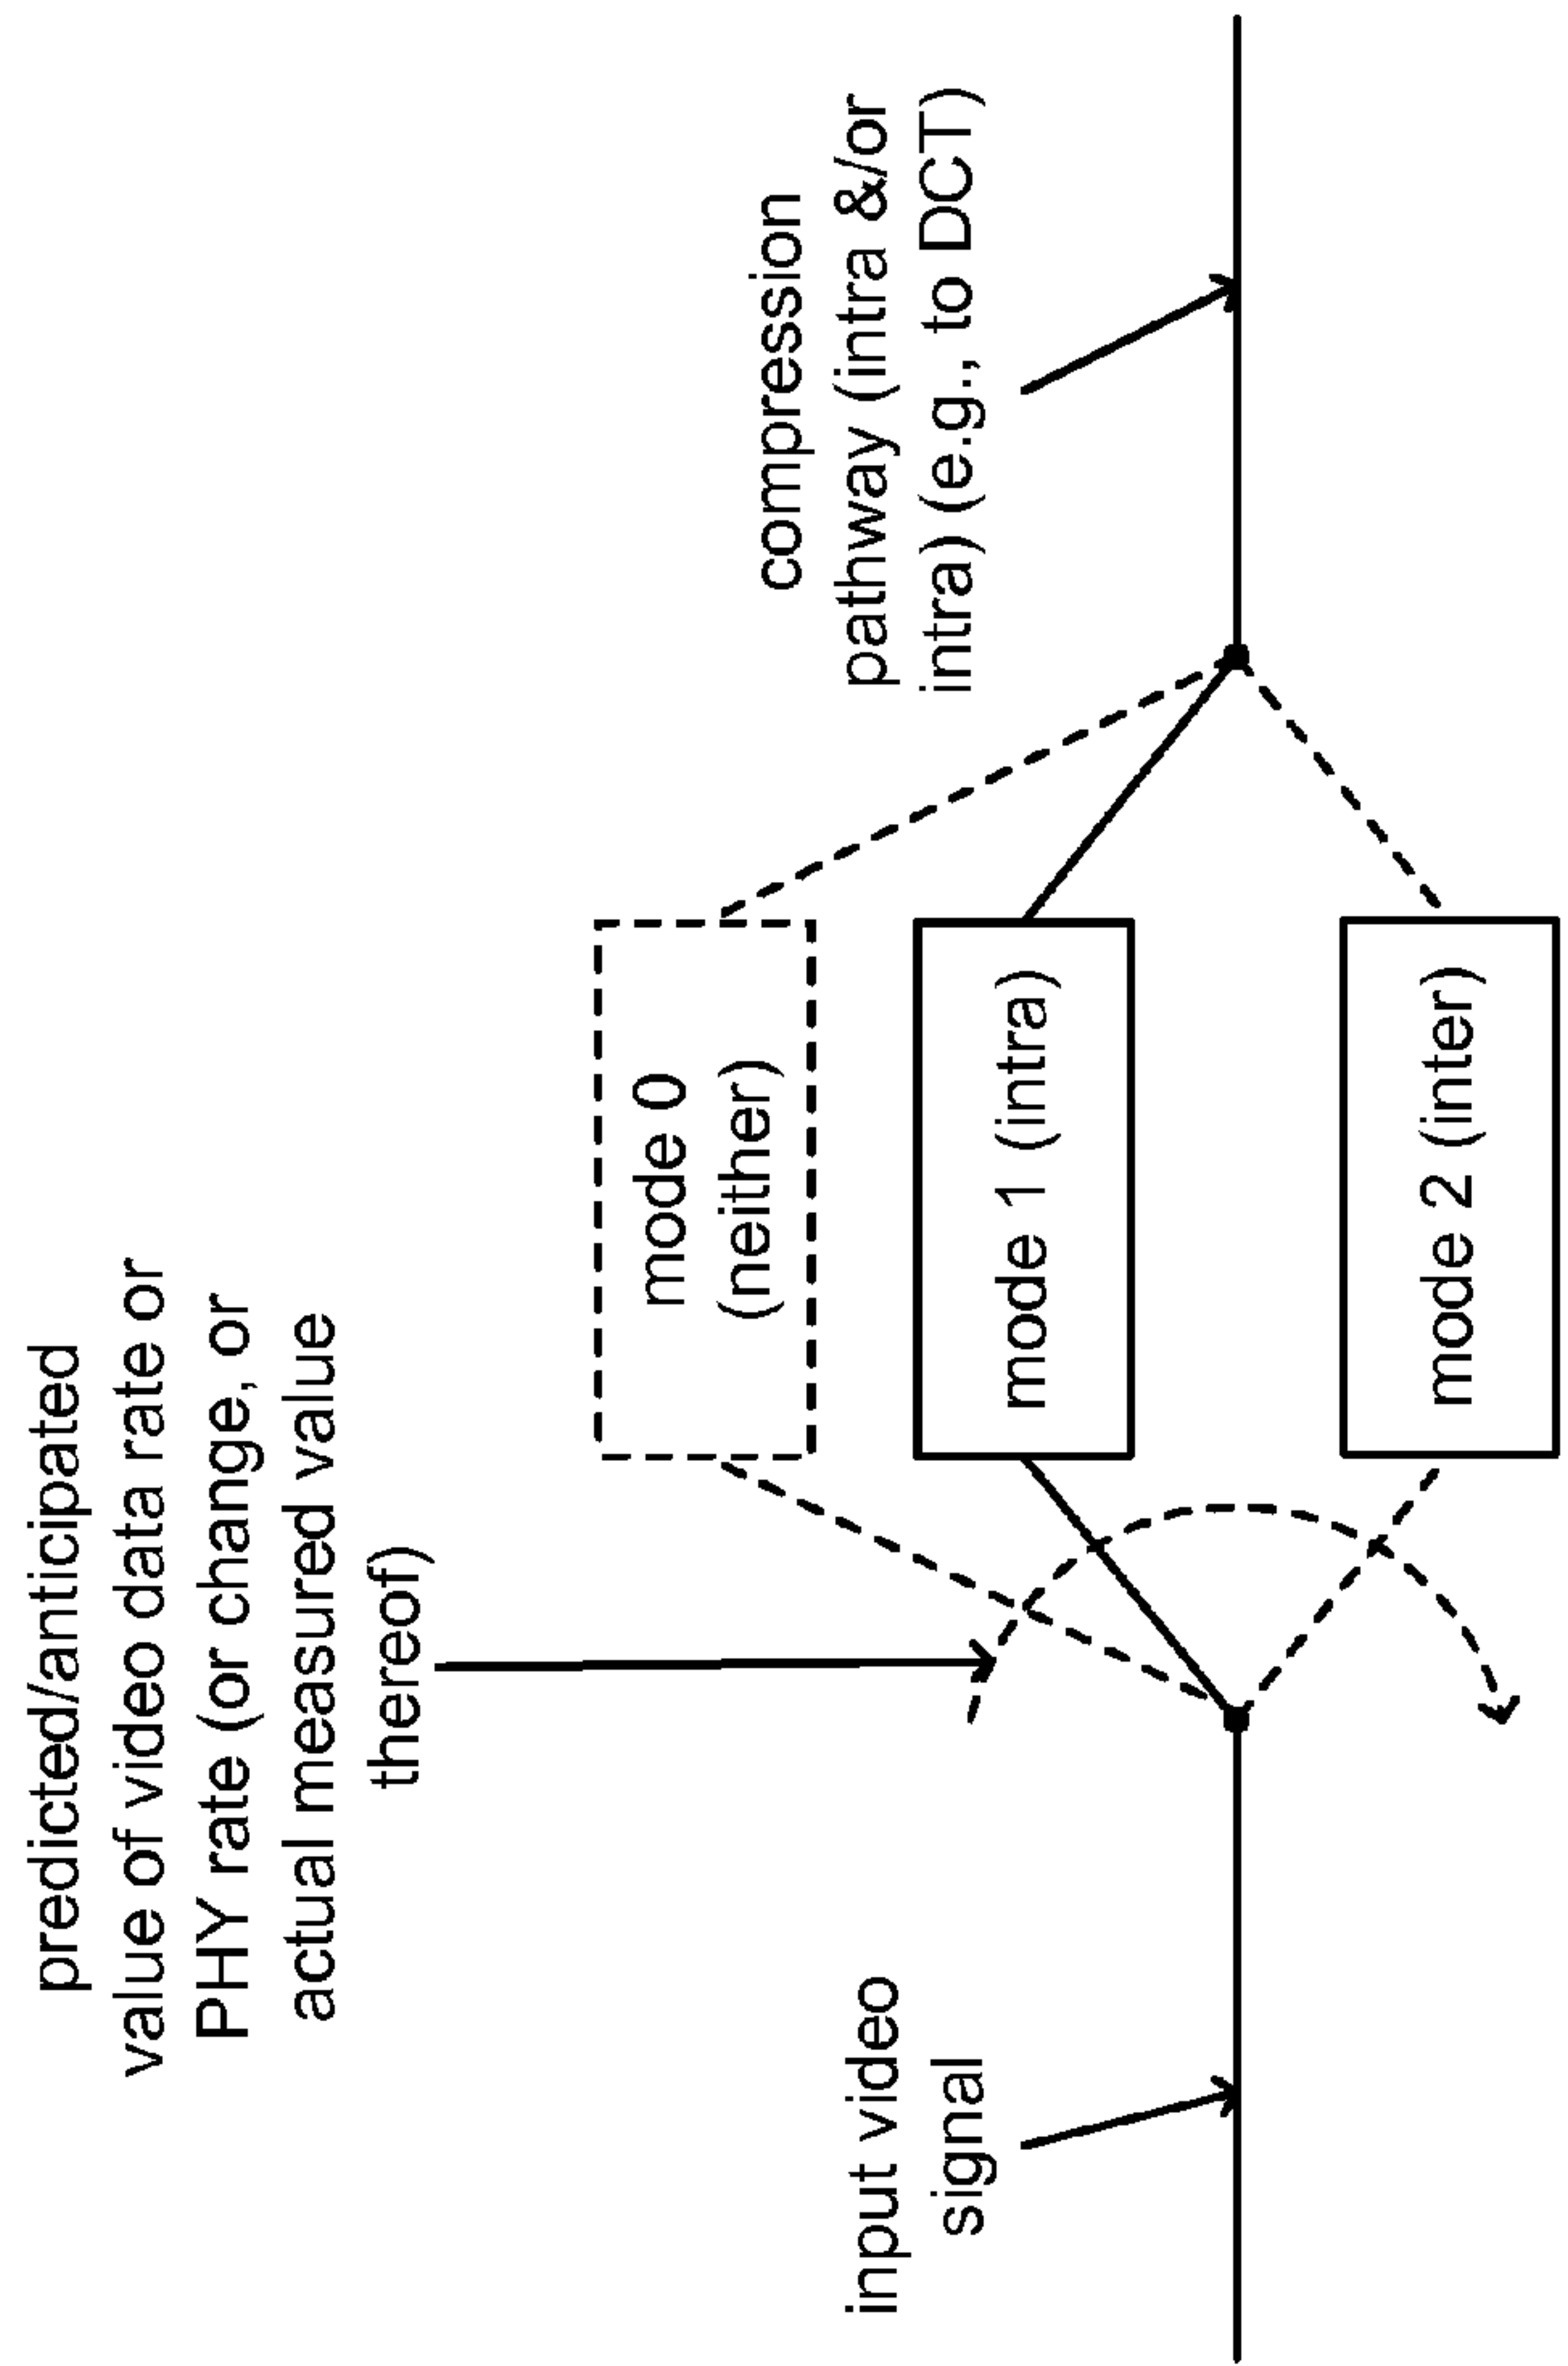 predicted/anticipated
value of video data rate or
PHY rate (or change, or
actual measured value
thereof)
input video
signal
mode 0
(neither)
mode 1 (intra)
mode 2 (inter)
compression
pathway (intra &/or
intra) (e.g., to DCT)